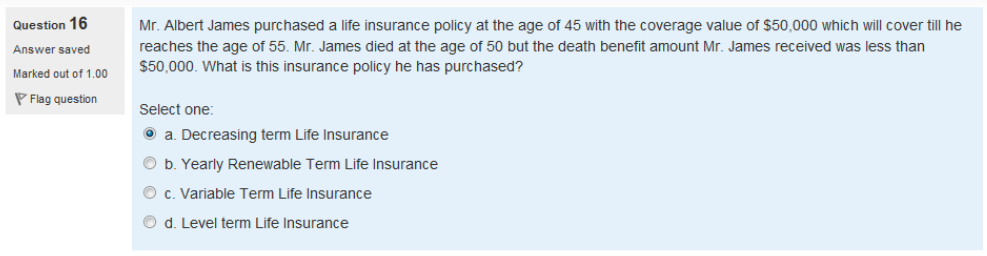 Question 16
Answer saved
Marked out of 1.00
Flag question
Mr. Albert James purchased a life insurance policy at the age of 45 with the coverage value of $50,000 which will cover till he
reaches the age of 55. Mr. James died at the age of 50 but the death benefit amount Mr. James received was less than
$50,000. What is this insurance policy he has purchased?
Select one:
a. Decreasing term Life Insurance
b. Yearly Renewable Term Life Insurance
c. Variable Term Life Insurance
d. Level term Life Insurance